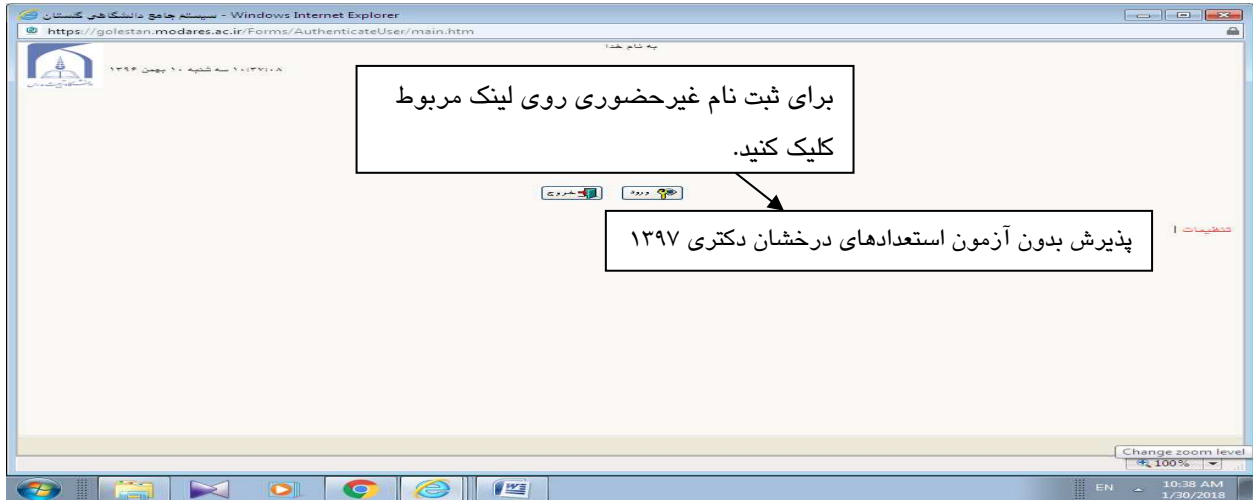 سیستم جامع دانشگاهی گلستان - Windows Internet Explorer
https://golestan.modares.ac.ir/Forms/AuthenticateUser/main.htm
به نام خدا
۱۰:۳۷:۰۸ سه شنبه ۱۰ بهمن ۱۳۹۶
برای ثبت نام غیرحضوری روی لینک مربوط
کلیک کنید.
ورود
خروج
تنظیمات |
پذیرش بدون آزمون استعدادهای درخشان دکتری ۱۳۹۷
Change zoom level
100%
EN
10:38 AM
1/30/2018